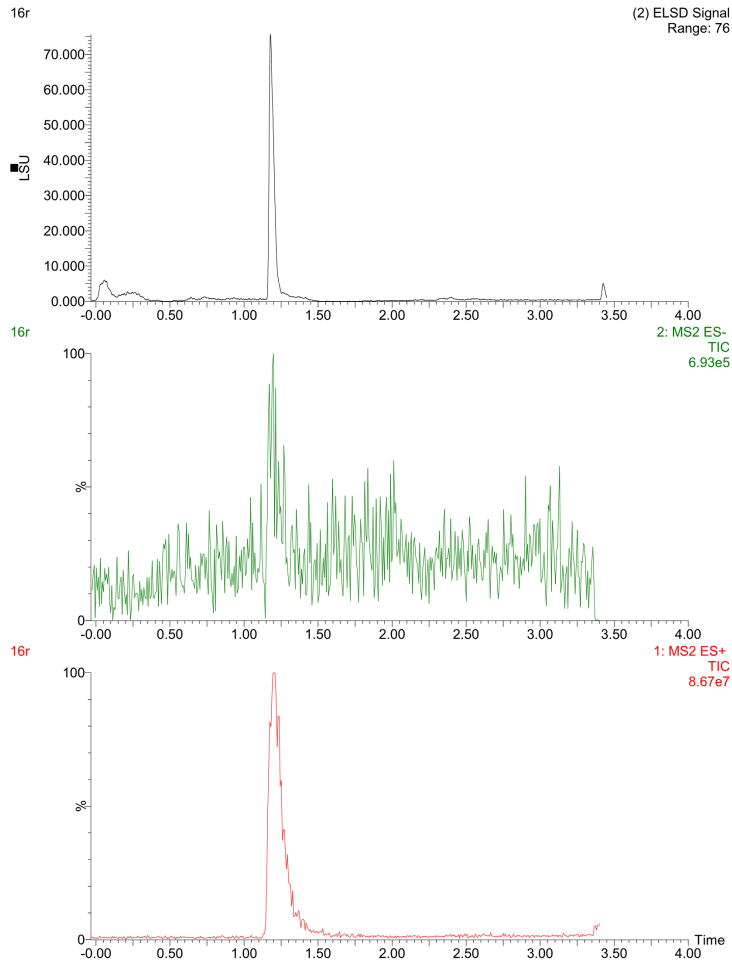 16r
(2) ELSD Signal
Range: 76
70.000
60.000
50.000
40.000
30.000
20.000
10.000
0.000
LSU
-0.00 0.50 1.00 1.50 2.00 2.50 3.00 3.50 4.00
16r
2: MS2 ES-
TIC
6.93e5
100
%
0
-0.00 0.50 1.00 1.50 2.00 2.50 3.00 3.50 4.00
16r
1: MS2 ES+
TIC
8.67e7
100
%
0
Time
-0.00 0.50 1.00 1.50 2.00 2.50 3.00 3.50 4.00